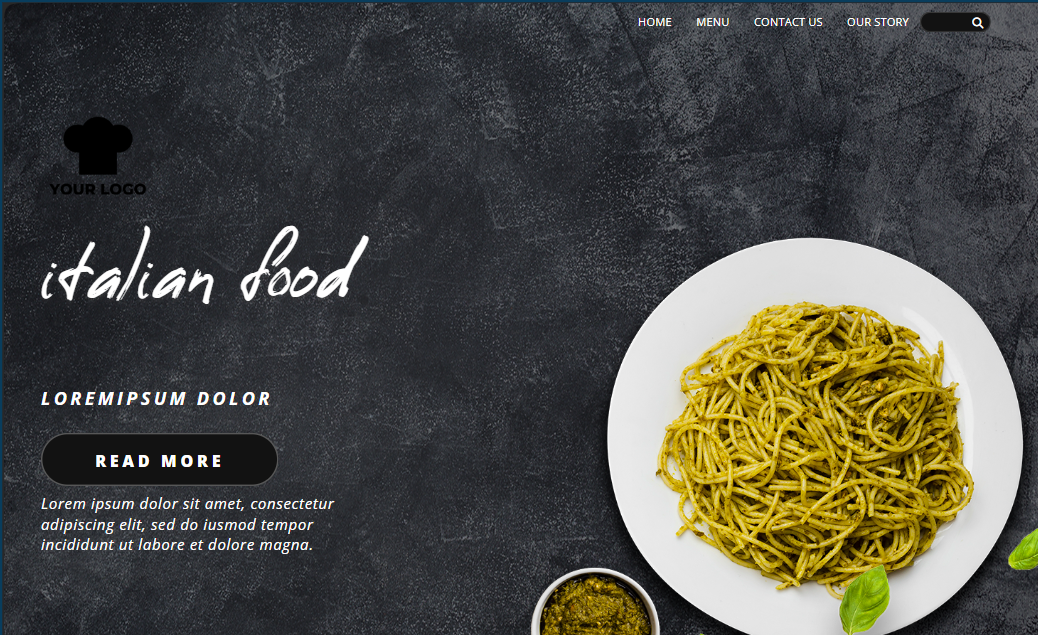 HOME MENU CONTACT US OUR STORY
YOUR LOGO
italian food
LOREMIPSUM DOLOR
READ MORE
Lorem ipsum dolor sit amet, consectetur
adipiscing elit, sed do iusmod tempor
incididunt ut labore et dolore magna.